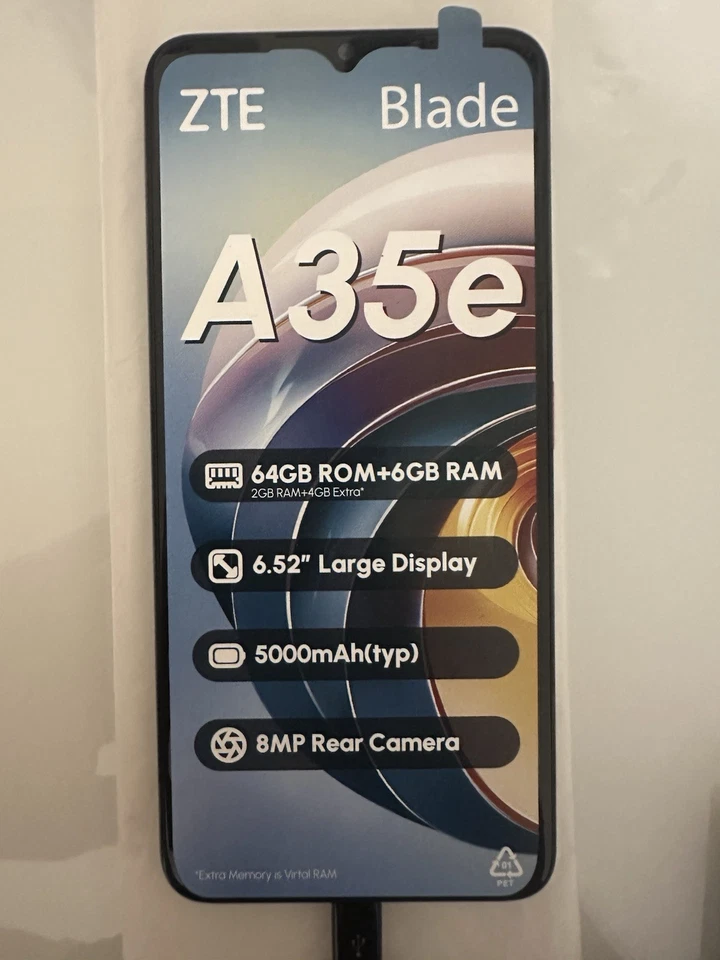 ZTE Blade
A35e
64GB ROM+6GB RAM
2GB RAM+4GB Extra*
6.52" Large Display
5000mAh(typ)
8MP Rear Camera
*Extra Memory is Virtal RAM
01
PET